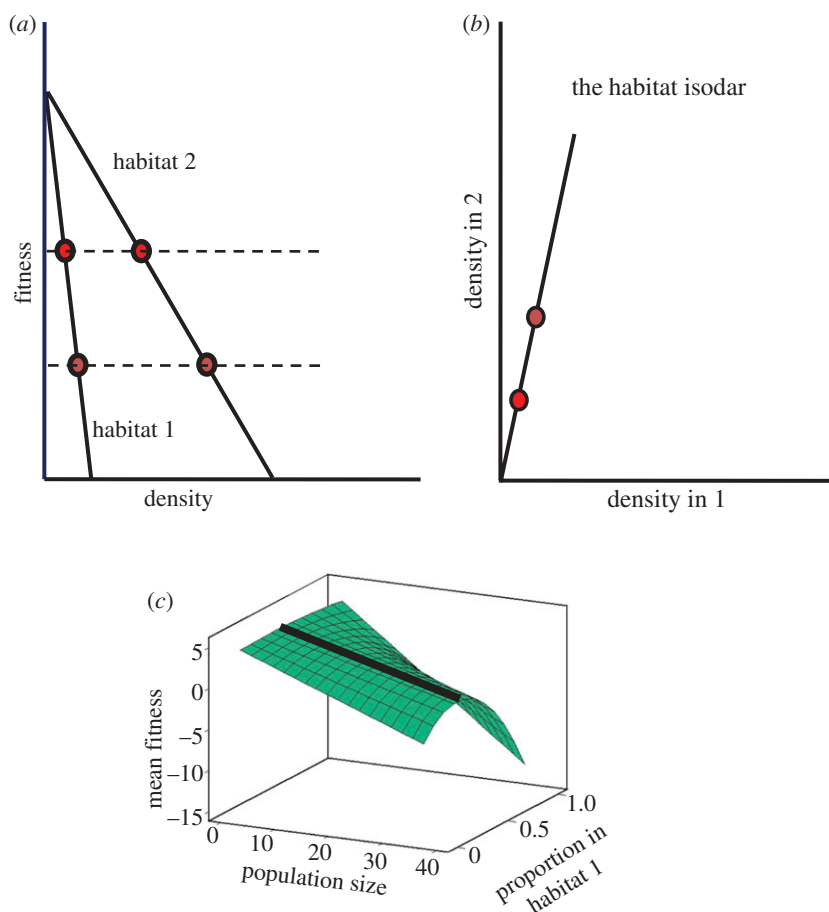 (a)
fitness
habitat 2
habitat 1
density
(b)
the habitat isodar
density in 2
density in 1
(c)
mean fitness
5
0
−5
−10
−15
0
10
20
30
40
population size
0
0.5
1.0
proportion in
habitat 1